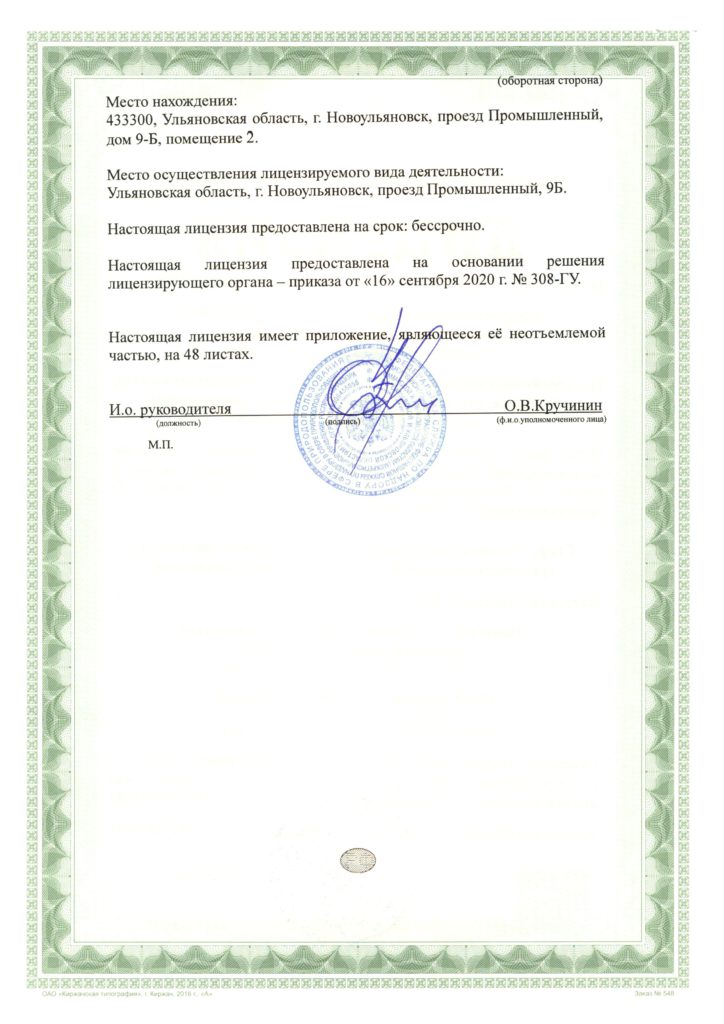 (оборотная сторона)
Место нахождения:
433300, Ульяновская область, г. Новоульяновск, проезд Промышленный,
дом 9-Б, помещение 2.
Место осуществления лицензируемого вида деятельности:
Ульяновская область, г. Новоульяновск, проезд Промышленный, 9Б.
Настоящая лицензия предоставлена на срок: бессрочно.
Настоящая лицензия предоставлена на основании решения
лицензирующего органа – приказа от «16» сентября 2020 г. № 308-ГУ.
Настоящая лицензия имеет приложение, являющееся её неотъемлемой
частью, на 48 листах.
И.о. руководителя О.В.Кручинин
(должность) (подпись) (ф.и.о уполномоченного лица)
М.П.
ОАО «Киржачская типография», г. Киржач, 2016 г., «А» Заказ № 548